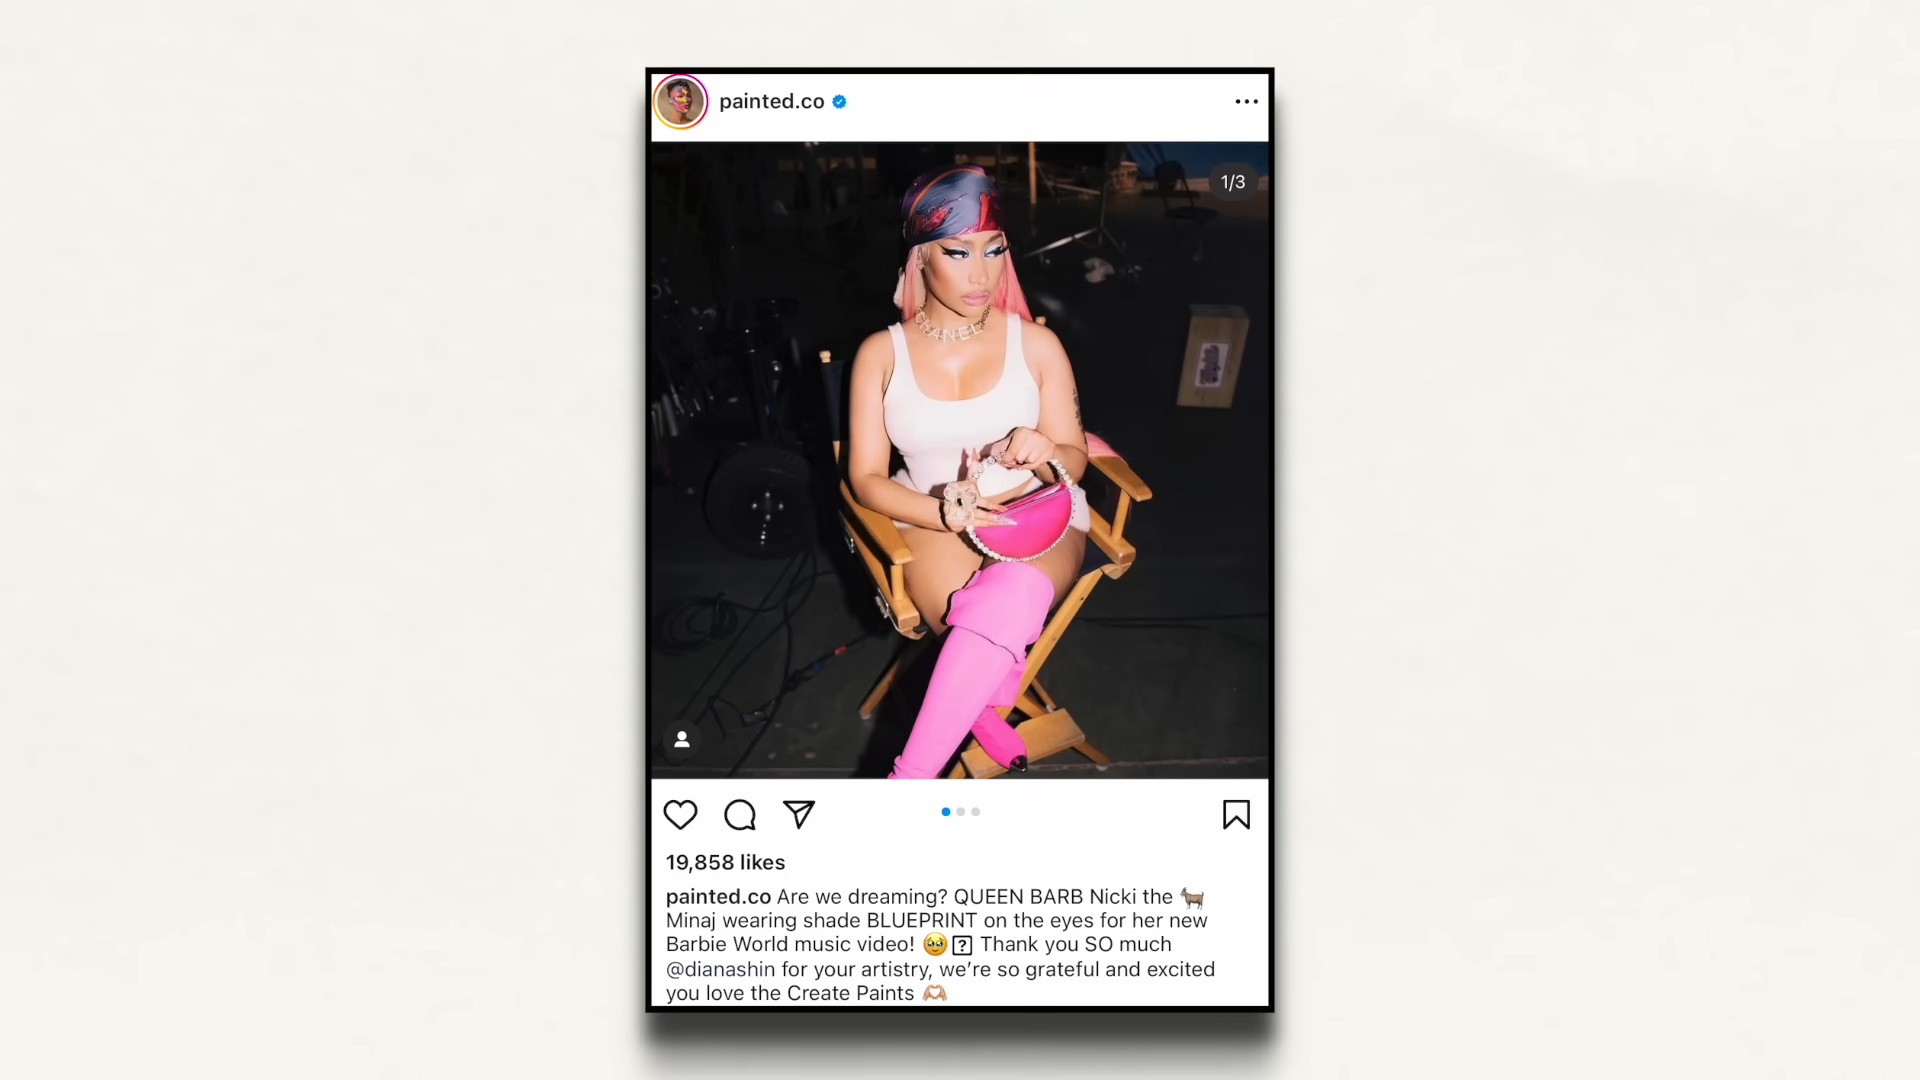 painted.co
1/3
CHANEL
19,858 likes
painted.co Are we dreaming? QUEEN BARB Nicki the 🐐
Minaj wearing shade BLUEPRINT on the eyes for her new
Barbie World music video! 🥹 Thank you SO much
@dianashin for your artistry, we’re so grateful and excited
you love the Create Paints 🫶🏼